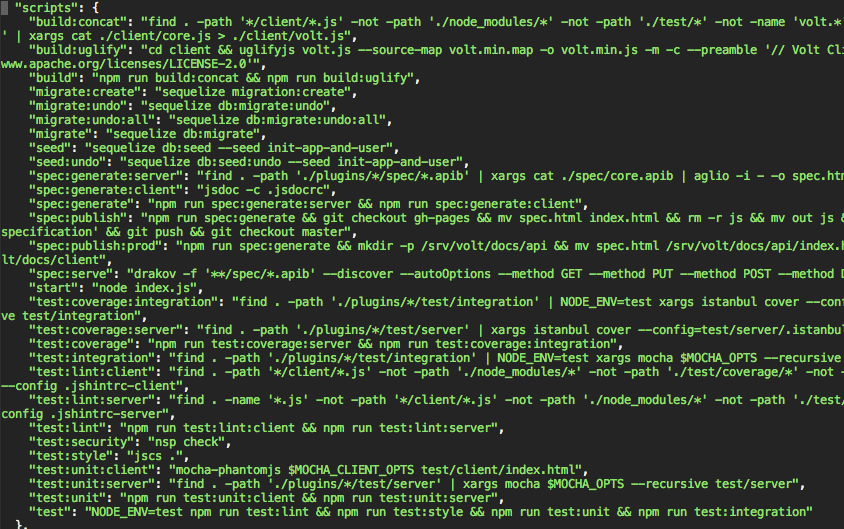 "scripts": {
"build:concat": "find . -path '*/client/*.js' -not -path './node_modules/*' -not -path './test/*' -not -name 'volt.*
' | xargs cat ./client/core.js > ./client/volt.js",
"build:uglify": "cd client && uglifyjs volt.js --source-map volt.min.map -o volt.min.js -m -c --preamble '// Volt Cli
www.apache.org/licenses/LICENSE-2.0'",
"build": "npm run build:concat && npm run build:uglify",
"migrate:create": "sequelize migration:create",
"migrate:undo": "sequelize db:migrate:undo",
"migrate:undo:all": "sequelize db:migrate:undo:all",
"migrate": "sequelize db:migrate",
"seed": "sequelize db:seed --seed init-app-and-user",
"seed:undo": "sequelize db:seed:undo --seed init-app-and-user",
"spec:generate:server": "find . -path './plugins/*/spec/*.apib' | xargs cat ./spec/core.apib | aglio -i - -o spec.htm
"spec:generate:client": "jsdoc -c .jsdocrc",
"spec:generate": "npm run spec:generate:server && npm run spec:generate:client",
"spec:publish": "npm run spec:generate && git checkout gh-pages && mv spec.html index.html && rm -r js && mv out js &
specification' && git push && git checkout master",
"spec:publish:prod": "npm run spec:generate && mkdir -p /srv/volt/docs/api && mv spec.html /srv/volt/docs/api/index.h
lt/docs/client",
"spec:serve": "drakov -f '**/spec/*.apib' --discover --autoOptions --method GET --method PUT --method POST --method D
"start": "node index.js",
"test:coverage:integration": "find . -path './plugins/*/test/integration' | NODE_ENV=test xargs istanbul cover --conf
ve test/integration",
"test:coverage:server": "find . -path './plugins/*/test/server' | xargs istanbul cover --config=test/server/.istanbul
"test:coverage": "npm run test:coverage:server && npm run test:coverage:integration",
"test:integration": "find . -path './plugins/*/test/integration' | NODE_ENV=test xargs mocha $MOCHA_OPTS --recursive
"test:lint:client": "find . -path '*/client/*.js' -not -path './node_modules/*' -not -path './test/coverage/*' -not -
--config .jshintrc-client",
"test:lint:server": "find . -name '*.js' -not -path '*/client/*.js' -not -path './node_modules/*' -not -path './test/
config .jshintrc-server",
"test:lint": "npm run test:lint:client && npm run test:lint:server",
"test:security": "nsp check",
"test:style": "jscs .",
"test:unit:client": "mocha-phantomjs $MOCHA_CLIENT_OPTS test/client/index.html",
"test:unit:server": "find . -path './plugins/*/test/server' | xargs mocha $MOCHA_OPTS --recursive test/server",
"test:unit": "npm run test:unit:client && npm run test:unit:server",
"test": "NODE_ENV=test npm run test:lint && npm run test:style && npm run test:unit && npm run test:integration"
},